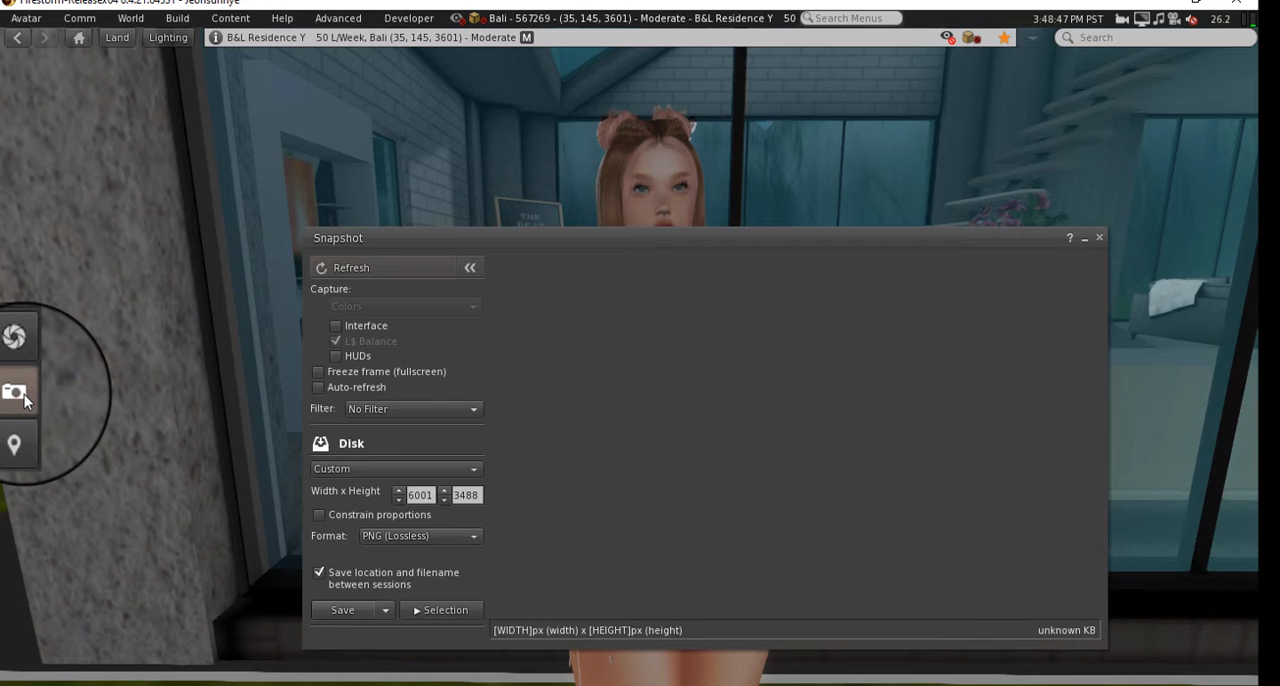 Avatar Comm World Build Content Help Advanced Developer Bali - 567269 - (35, 145, 3601) - Moderate - B&L Residence Y 50 Search Menus 3:48:47 PM PST 26.2
Land Lighting B&L Residence Y 50 L/Week, Bali (35, 145, 3601) - Moderate M Search
THE
Snapshot ?
Refresh
Capture:
Colors
Interface
L$ Balance
HUDs
Freeze frame (fullscreen)
Auto-refresh
Filter: No Filter
Disk
Custom
Width x Height 6001 3488
Constrain proportions
Format: PNG (Lossless)
Save location and filename
between sessions
Save Selection
[WIDTH]px (width) x [HEIGHT]px (height) unknown KB